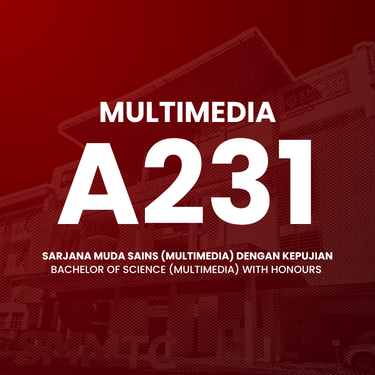 MULTIMEDIA
A231
SARJANA MUDA SAINS (MULTIMEDIA) DENGAN KEPUJIAN
BACHELOR OF SCIENCE (MULTIMEDIA) WITH HONOURS